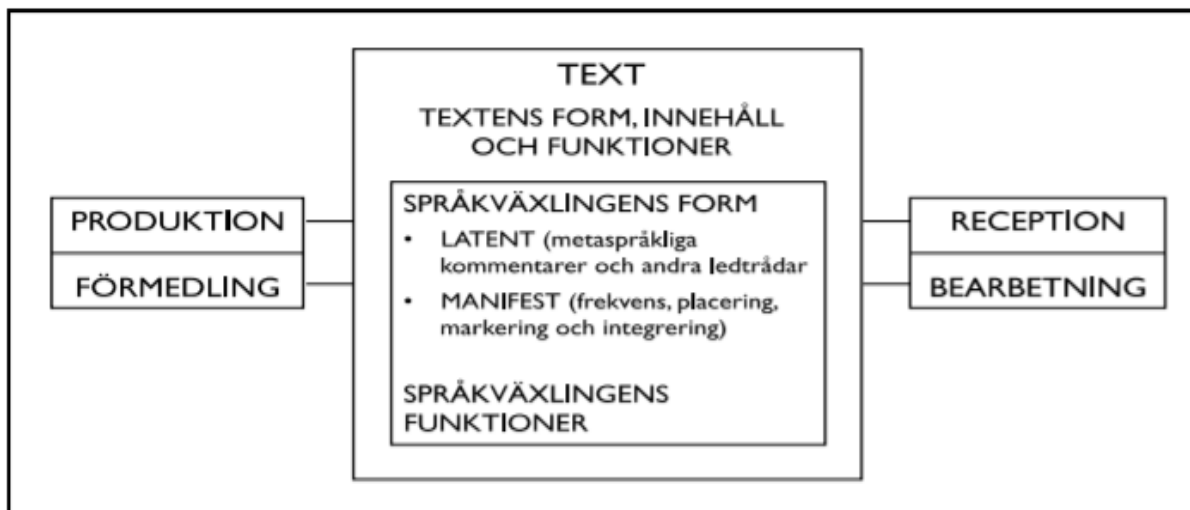 TEXT
TEXTENS FORM, INNEHÅLL
OCH FUNKTIONER
PRODUKTION
FÖRMEDLING
SPRÅKVÄXLINGENS FORM
• LATENT (metaspråkliga
kommentarer och andra ledtrådar
• MANIFEST (frekvens, placering,
markering och integrering)
SPRÅKVÄXLINGENS
FUNKTIONER
RECEPTION
BEARBETNING